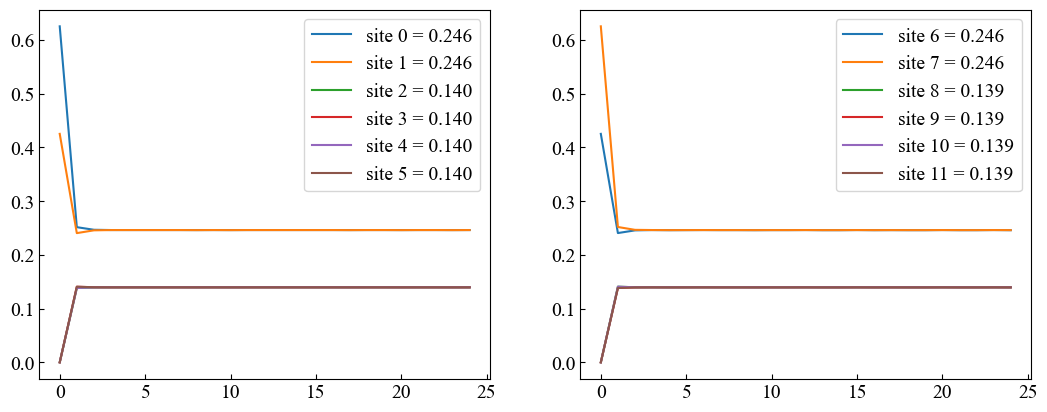 0.6
0.5
0.4
0.3
0.2
0.1
0.0
0 5 10 15 20 25
site 0 = 0.246
site 1 = 0.246
site 2 = 0.140
site 3 = 0.140
site 4 = 0.140
site 5 = 0.140
0.6
0.5
0.4
0.3
0.2
0.1
0.0
0 5 10 15 20 25
site 6 = 0.246
site 7 = 0.246
site 8 = 0.139
site 9 = 0.139
site 10 = 0.139
site 11 = 0.139